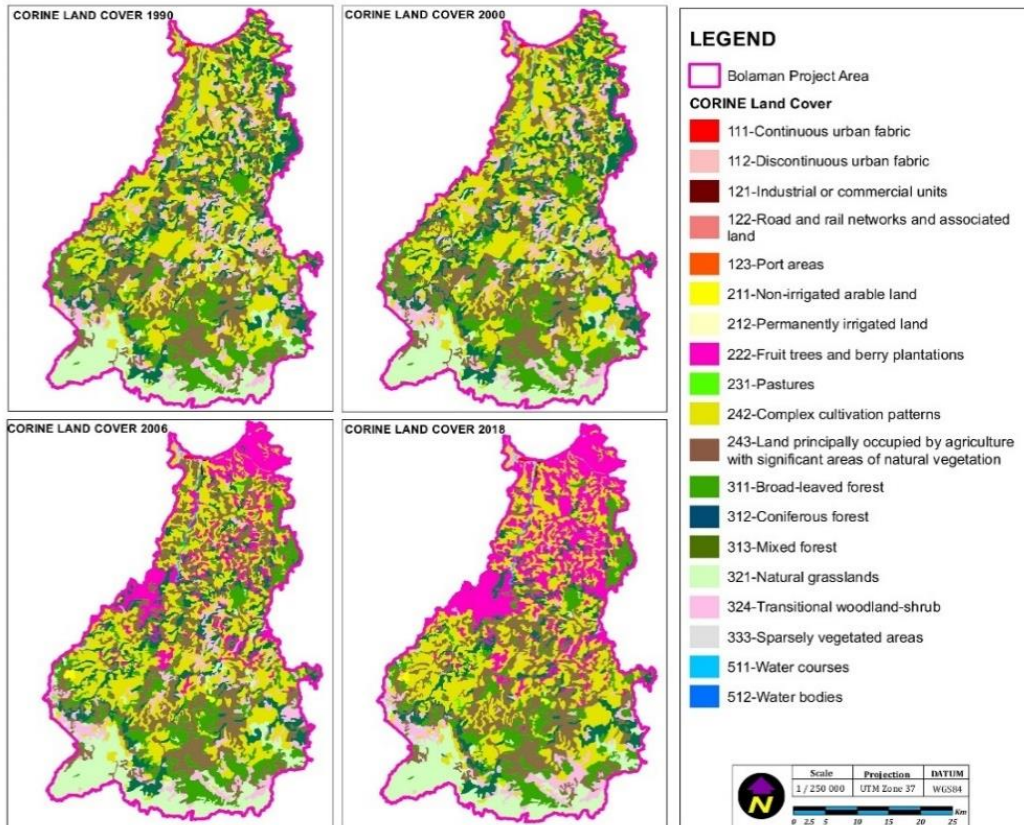 CORINE LAND COVER 1990
CORINE LAND COVER 2000
CORINE LAND COVER 2006
CORINE LAND COVER 2018
LEGEND
Bolaman Project Area
CORINE Land Cover
111-Continuous urban fabric
112-Discontinuous urban fabric
121-Industrial or commercial units
122-Road and rail networks and associated
land
123-Port areas
211-Non-irrigated arable land
212-Permanently irrigated land
222-Fruit trees and berry plantations
231-Pastures
242-Complex cultivation patterns
243-Land principally occupied by agriculture
with significant areas of natural vegetation
311-Broad-leaved forest
312-Coniferous forest
313-Mixed forest
321-Natural grasslands
324-Transitional woodland-shrub
333-Sparsely vegetated areas
511-Water courses
512-Water bodies
N
Scale Projection DATUM
1 / 250 000 UTM Zone 37 WGS84
Km
0 2.5 5 10 15 20 25